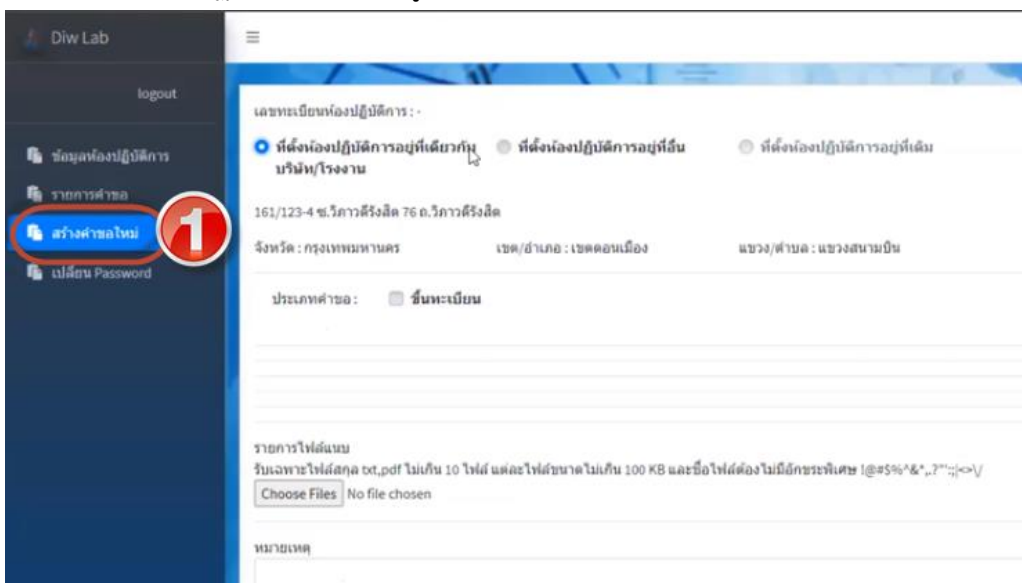 Diw Lab
logout
ข้อมูลห้องปฏิบัติการ
รายการคำขอ
สร้างคำขอใหม่
1
เปลี่ยน Password
เลขทะเบียนห้องปฏิบัติการ : -
ที่ตั้งห้องปฏิบัติการอยู่ที่เดียวกับ
บริษัท/โรงงาน
ที่ตั้งห้องปฏิบัติการอยู่ที่อื่น
ที่ตั้งห้องปฏิบัติการอยู่ที่เดิม
161/123-4 ซ.วิภาวดีรังสิต 76 ถ.วิภาวดีรังสิต
จังหวัด : กรุงเทพมหานคร
เขต/อำเภอ : เขตดอนเมือง
แขวง/ตำบล : แขวงสนามบิน
ประเภทคำขอ :
ขึ้นทะเบียน
รายการไฟล์แนบ
รับเฉพาะไฟล์สกุล txt,pdf ไม่เกิน 10 ไฟล์ แต่ละไฟล์ขนาดไม่เกิน 100 KB และชื่อไฟล์ต้องไม่มีอักขระพิเศษ !@#$%^&*,.?"':;|<>\/
Choose Files No file chosen
หมายเหตุ